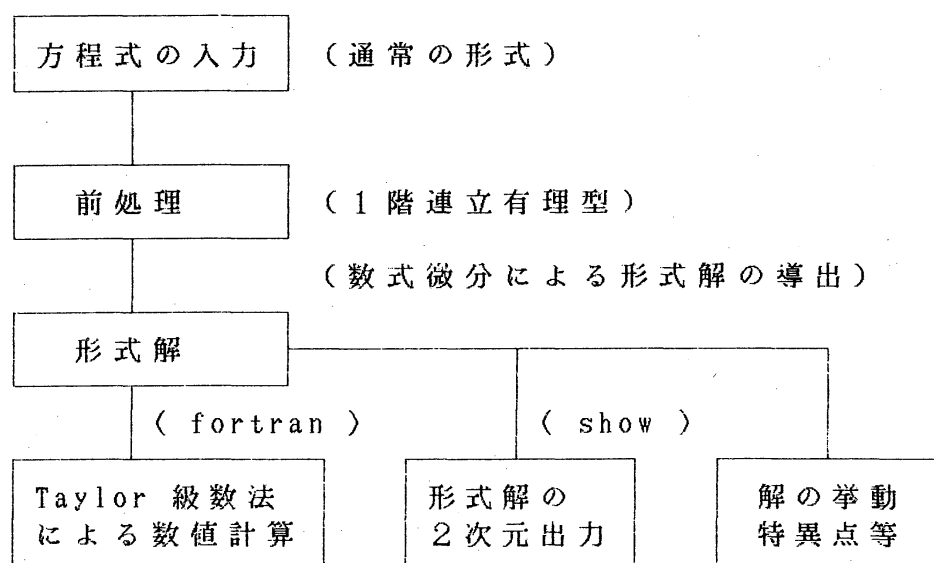 方程式の入力 (通常の形式)
前処理 (1階連立有理型)
(数式微分による形式解の導出)
形式解
〈 fortran 〉 〈 show 〉
Taylor 級数法 形式解の 解の挙動
による数値計算 2次元出力 特異点等